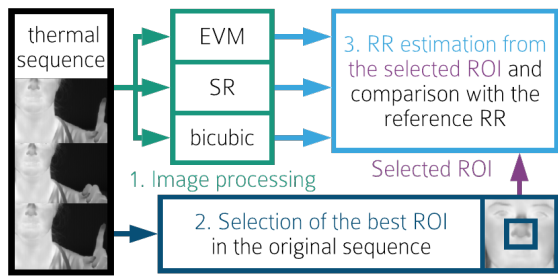 thermal
sequence
EVM
SR
bicubic
1. Image processing
3. RR estimation from
the selected ROI and
comparison with the
reference RR
Selected ROI
2. Selection of the best ROI
in the original sequence